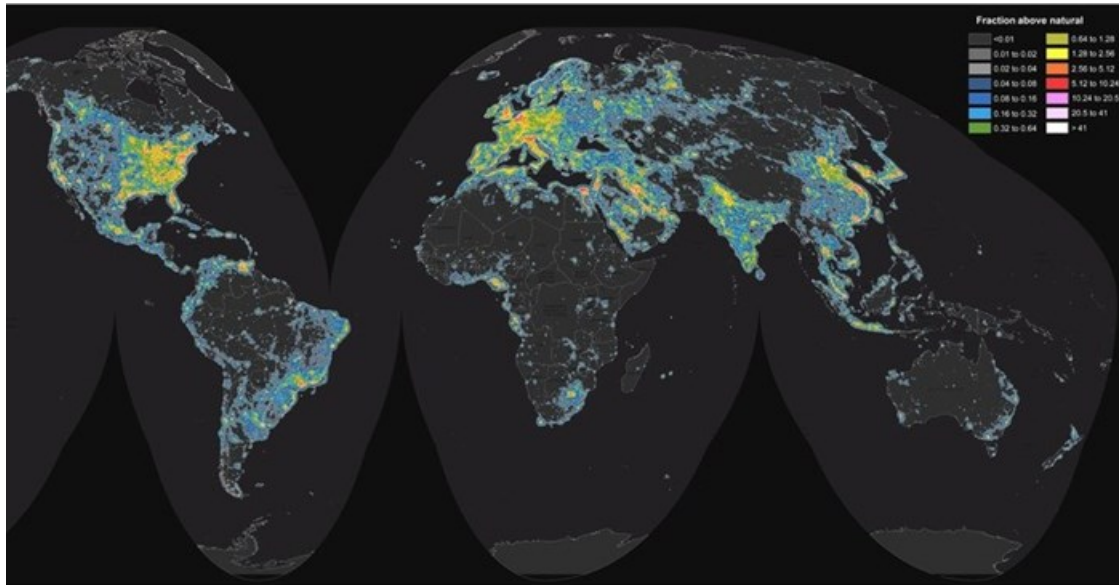 Fraction above natural
<0.01
0.01 to 0.02
0.02 to 0.04
0.04 to 0.08
0.08 to 0.16
0.16 to 0.32
0.32 to 0.64
0.64 to 1.28
1.28 to 2.56
2.56 to 5.12
5.12 to 10.24
10.24 to 20.5
20.5 to 41
> 41